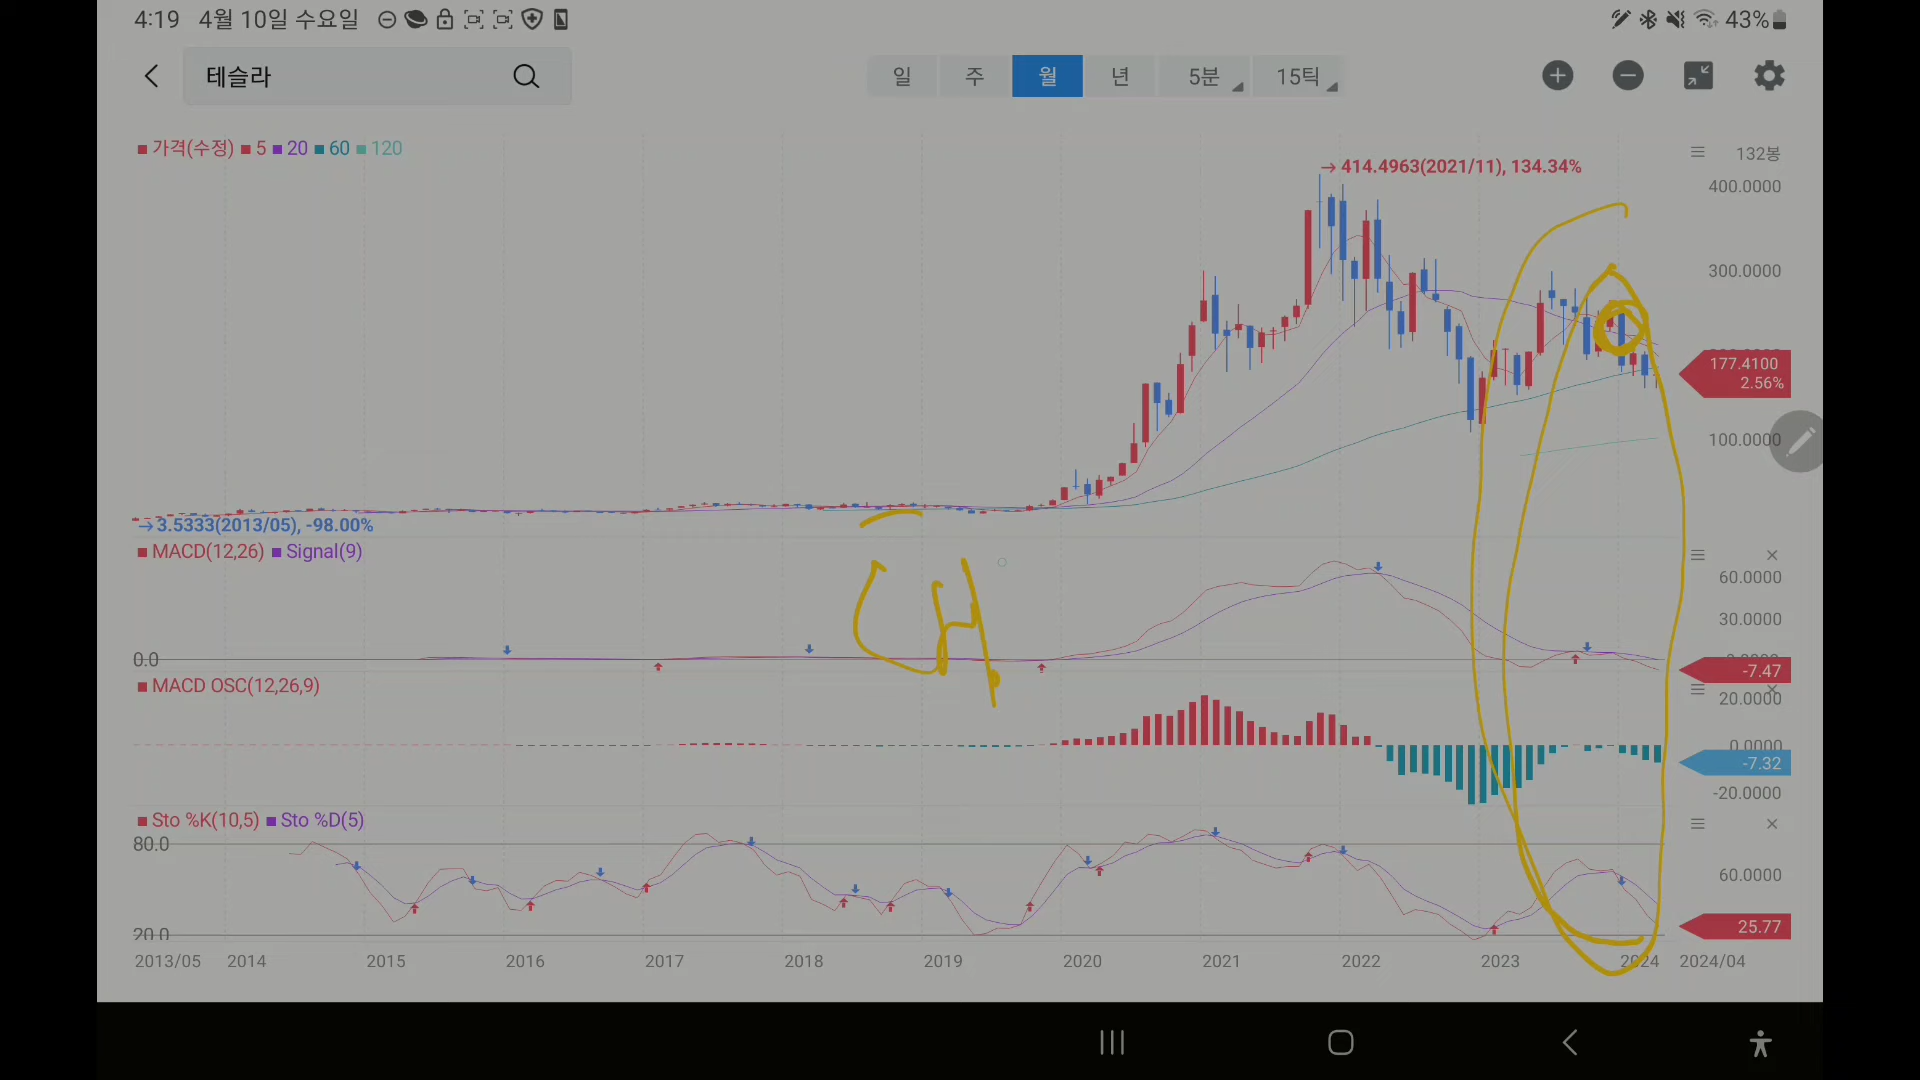 4:19 4월 10일 수요일 43%
테슬라 일 주 월 년 5분 15틱
가격(수정) 5 20 60 120
132봉
→414.4963(2021/11), 134.34%
400.0000
300.0000
177.4100
2.56%
100.0000
→3.5333(2013/05), -98.00%
MACD(12,26) Signal(9)
대
60.0000
30.0000
0.0
-7.47
MACD OSC(12,26,9)
20.0000
0.0000
-7.32
-20.0000
Sto %K(10,5) Sto %D(5)
80.0
60.0000
25.77
20.0
2013/05 2014 2015 2016 2017 2018 2019 2020 2021 2022 2023 2024 2024/04